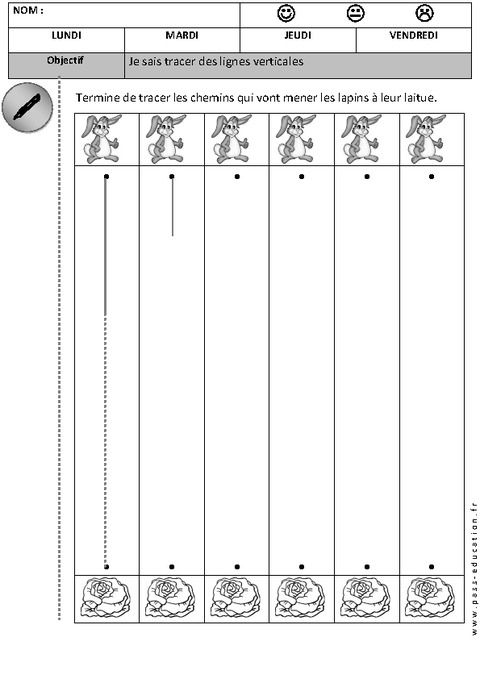 NOM :
LUNDI MARDI JEUDI VENDREDI
Objectif Je sais tracer des lignes verticales
Termine de tracer les chemins qui vont mener les lapins à leur laitue.
www.pass-education.fr